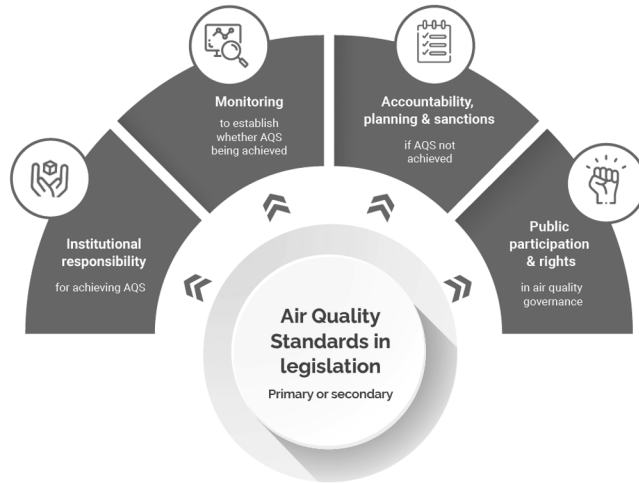 Monitoring
to establish
whether AQS
being achieved
Accountability,
planning & sanctions
if AQS not
achieved
Institutional
responsibility
for achieving AQS
Public
participation
& rights
in air quality
governance
Air Quality
Standards in
legislation
Primary or secondary